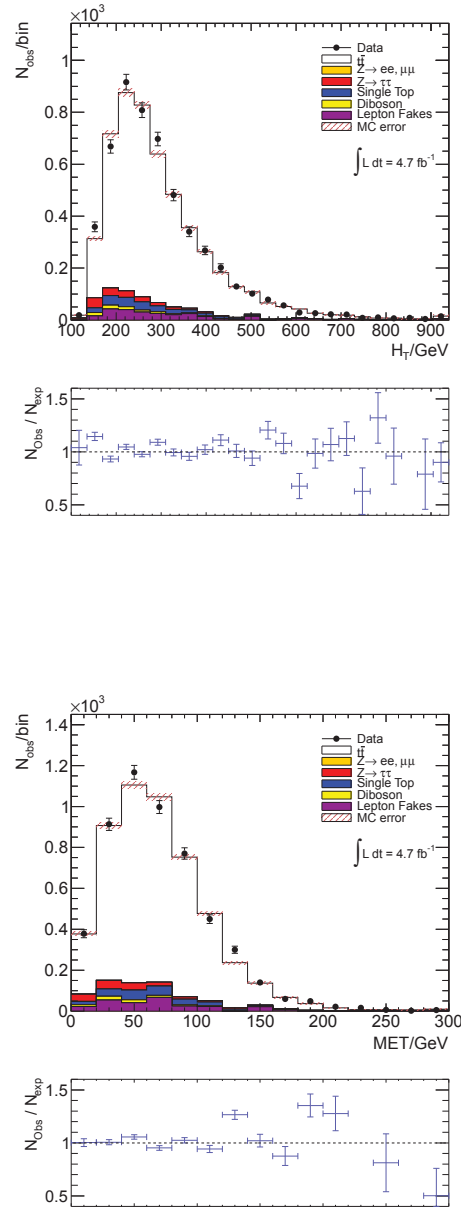 ×10³
N_obs/bin
1
0.8
0.6
0.4
0.2
0
Data
tt̄
Z→ ee, μμ
Z→ ττ
Single Top
Diboson
Lepton Fakes
MC error
∫ L dt = 4.7 fb⁻¹
100 200 300 400 500 600 700 800 900
H_T/GeV
N_Obs / N_exp
1.5
1
0.5
×10³
N_obs/bin
1.4
1.2
1
0.8
0.6
0.4
0.2
0
Data
tt̄
Z→ ee, μμ
Z→ ττ
Single Top
Diboson
Lepton Fakes
MC error
∫ L dt = 4.7 fb⁻¹
0 50 100 150 200 250 300
MET/GeV
N_Obs / N_exp
1.5
1
0.5